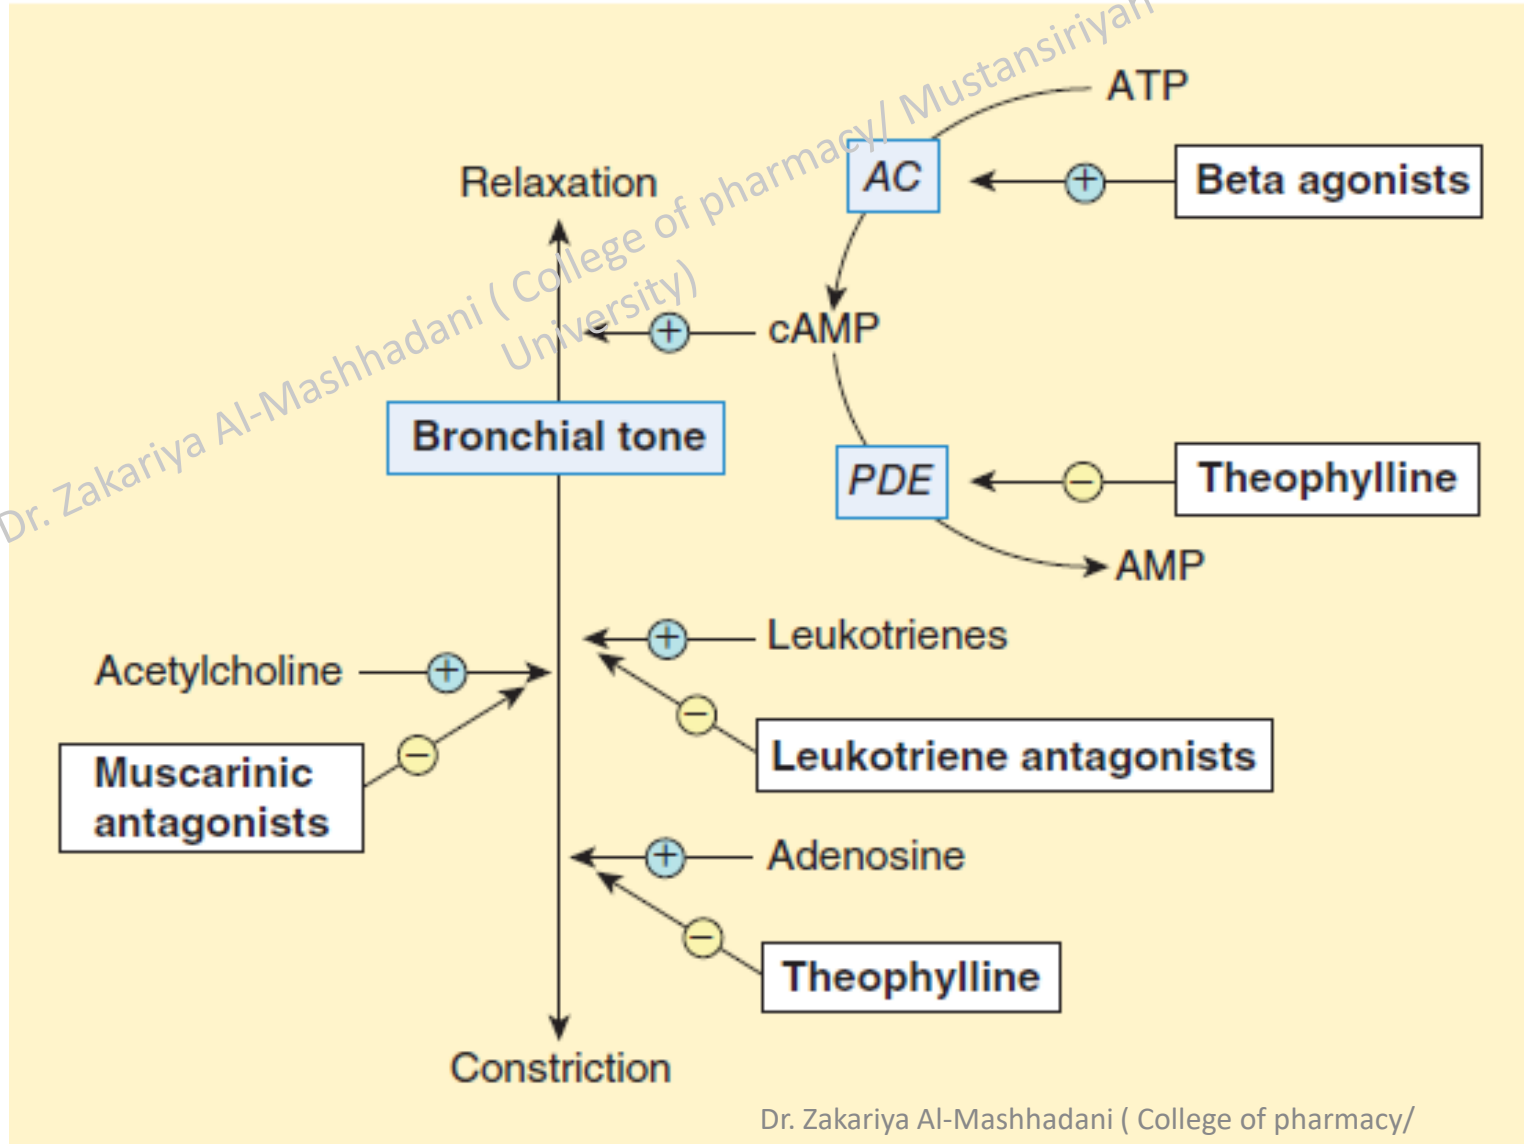 Dr. Zakariya Al-Mashhadani ( College of pharmacy/ Mustansiriyah
University)
ATP
AC
+
Beta agonists
Relaxation
+
cAMP
Bronchial tone
PDE
−
Theophylline
AMP
+
Leukotrienes
Acetylcholine
+
−
Leukotriene antagonists
−
Muscarinic
antagonists
+
Adenosine
−
Theophylline
Constriction
Dr. Zakariya Al-Mashhadani ( College of pharmacy/